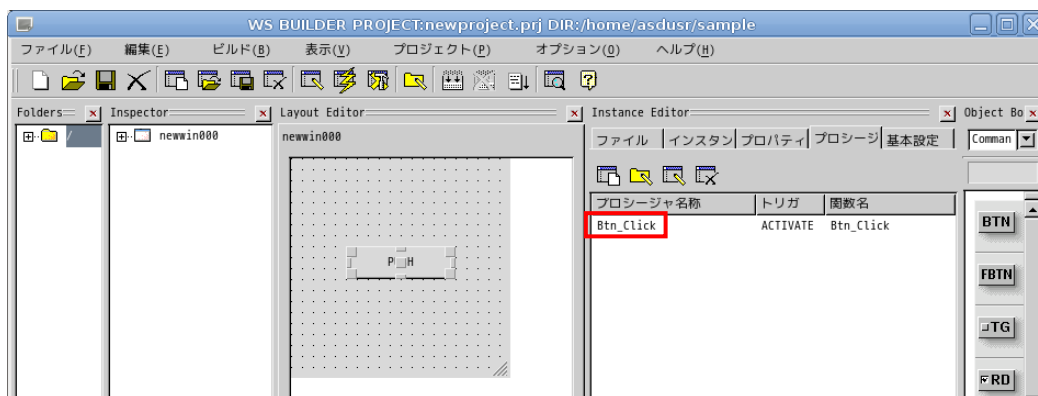 WS BUILDER PROJECT:newproject.prj DIR:/home/asdusr/sample
ファイル(F) 編集(E) ビルド(B) 表示(V) プロジェクト(P) オプション(O) ヘルプ(H)
Folders Inspector Layout Editor Instance Editor Object Bo
/ newwin000 newwin000 ファイル インスタン プロパティ プロシージ 基本設定 Comman
プロシージャ名称 トリガ 関数名
Btn_Click ACTIVATE Btn_Click
BTN
P H
FBTN
TG
RD